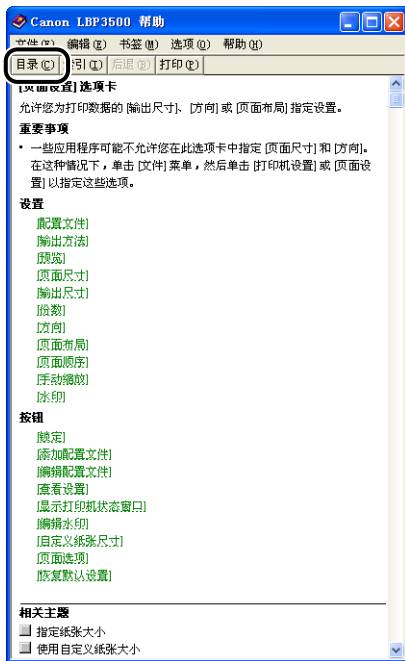 Canon LBP3500 帮助
文件(F) 编辑(E) 书签(M) 选项(O) 帮助(H)
目录(C) 索引(I) 后退(B) 打印(P)
[页面设置] 选项卡
允许您为打印数据的 [输出尺寸]、[方向] 或 [页面布局] 指定设置。
重要事项
• 一些应用程序可能不允许您在此选项卡中指定 [页面尺寸] 和 [方向]。
在这种情况下，单击 [文件] 菜单，然后单击 [打印机设置] 或 [页面设
置] 以指定这些选项。
设置
[配置文件]
[输出方法]
[预览]
[页面尺寸]
[输出尺寸]
[份数]
[方向]
[页面布局]
[页面顺序]
[手动缩放]
[水印]
按钮
[锁定]
[添加配置文件]
[编辑配置文件]
[查看设置]
[显示打印机状态窗口]
[编辑水印]
[自定义纸张尺寸]
[页面选项]
[恢复默认设置]
相关主题
指定纸张大小
使用自定义纸张大小